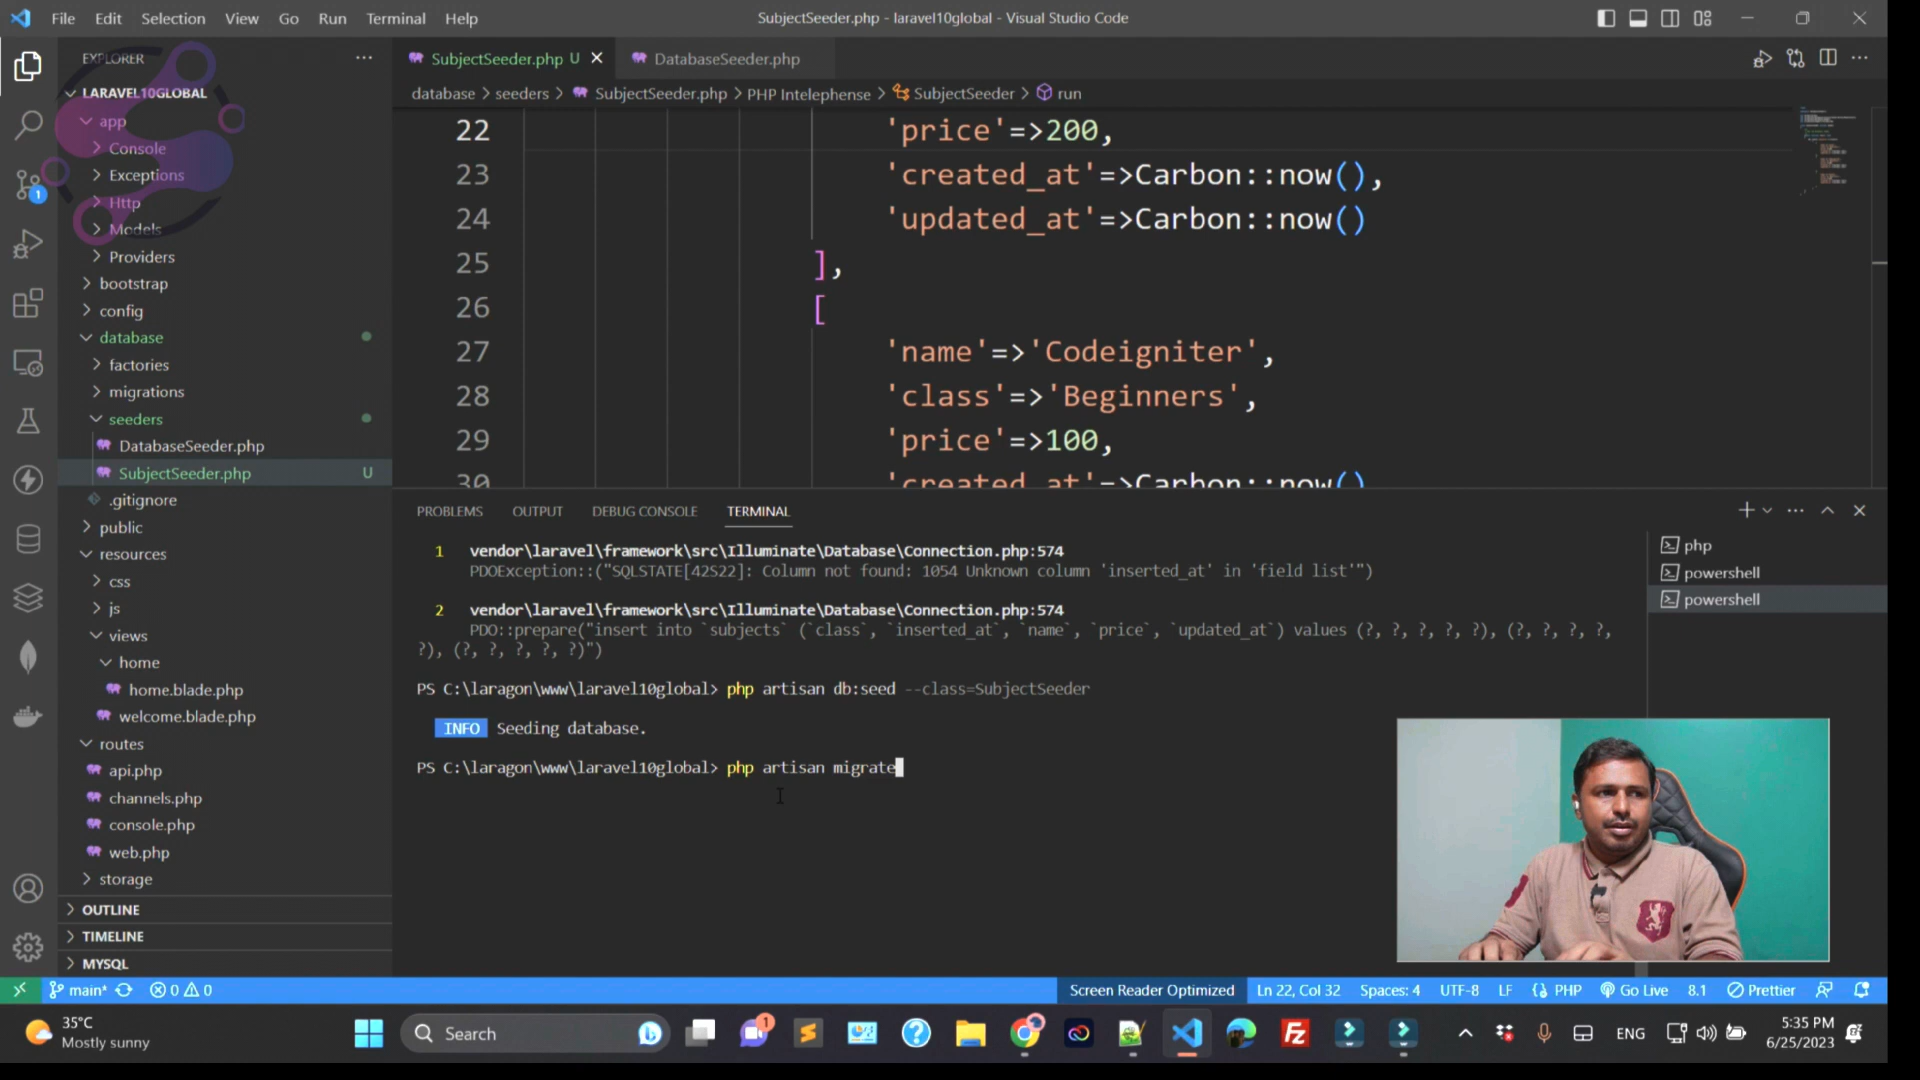 File Edit Selection View Go Run Terminal Help
SubjectSeeder.php - laravel10global - Visual Studio Code
EXPLORER
LARAVEL10GLOBAL
app
Console
Exceptions
Http
Models
Providers
bootstrap
config
database
factories
migrations
seeders
DatabaseSeeder.php
SubjectSeeder.php U
.gitignore
public
resources
css
js
views
home
home.blade.php
welcome.blade.php
routes
api.php
channels.php
console.php
web.php
storage
OUTLINE
TIMELINE
MYSQL
1
SubjectSeeder.php U
DatabaseSeeder.php
database > seeders > SubjectSeeder.php > PHP Intelephense > SubjectSeeder > run
22 'price'=>200,
23 'created_at'=>Carbon::now(),
24 'updated_at'=>Carbon::now()
25 ],
26 [
27 'name'=>'Codeigniter',
28 'class'=>'Beginners',
29 'price'=>100,
30 'created_at'=>Carbon::now()
PROBLEMS OUTPUT DEBUG CONSOLE TERMINAL
1 vendor\laravel\framework\src\Illuminate\Database\Connection.php:574
PDOException::("SQLSTATE[42S22]: Column not found: 1054 Unknown column 'inserted_at' in 'field list'")
2 vendor\laravel\framework\src\Illuminate\Database\Connection.php:574
PDO::prepare("insert into `subjects` (`class`, `inserted_at`, `name`, `price`, `updated_at`) values (?, ?, ?, ?, ?), (?, ?, ?, ?,
?), (?, ?, ?, ?, ?)")
PS C:\laragon\www\laravel10global> php artisan db:seed --class=SubjectSeeder
INFO Seeding database.
PS C:\laragon\www\laravel10global> php artisan migrate
php
powershell
powershell
main* 0 0
Screen Reader Optimized Ln 22, Col 32 Spaces: 4 UTF-8 LF PHP Go Live 8.1 Prettier
35°C
Mostly sunny
Search
1
ENG
5:35 PM
6/25/2023